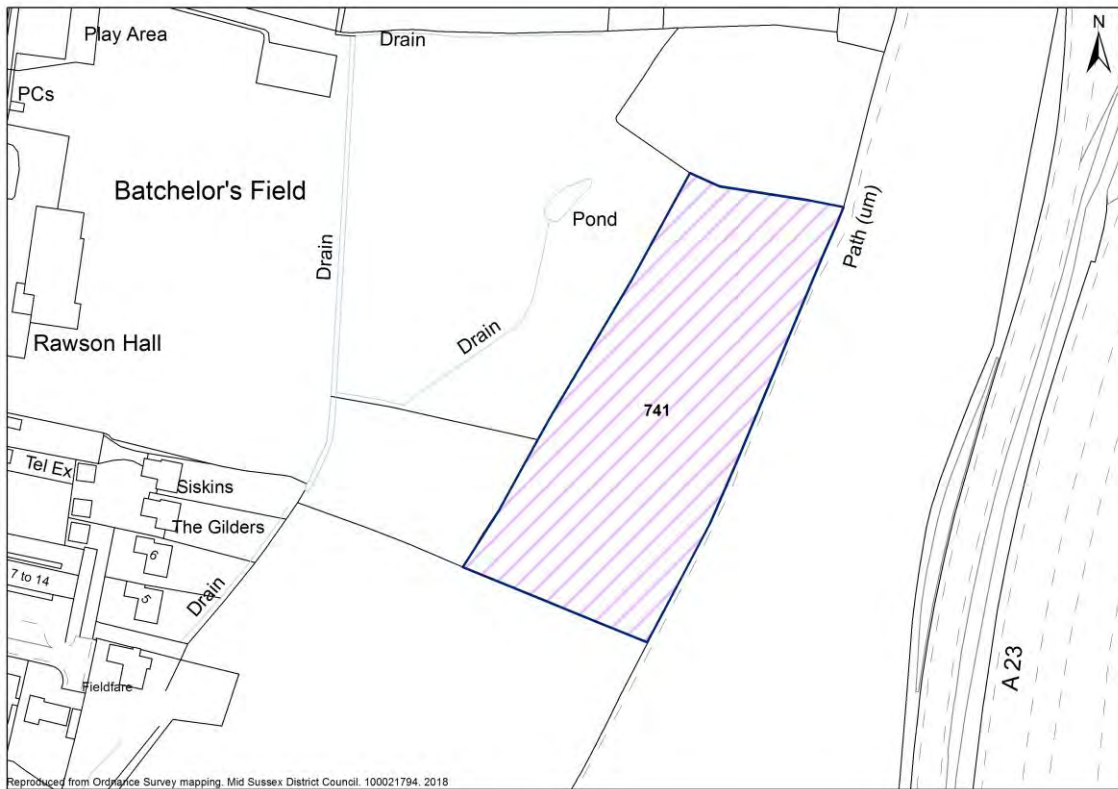 Play Area
Drain
N
PCs
Batchelor's Field
Pond
Path (um)
Drain
Drain
Rawson Hall
741
Tel Ex
Siskins
The Gilders
6
7 to 14
5
Drain
Fieldfare
A 23
Reproduced from Ordnance Survey mapping. Mid Sussex District Council. 100021794. 2018